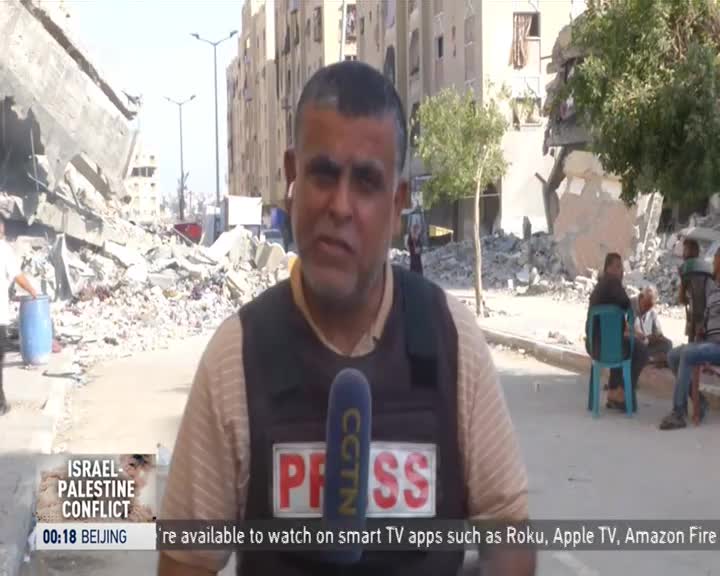 CGTN
PRESS
ISRAEL-
PALESTINE
CONFLICT
00:18 BEIJING
're available to watch on smart TV apps such as Roku, Apple TV, Amazon Fire